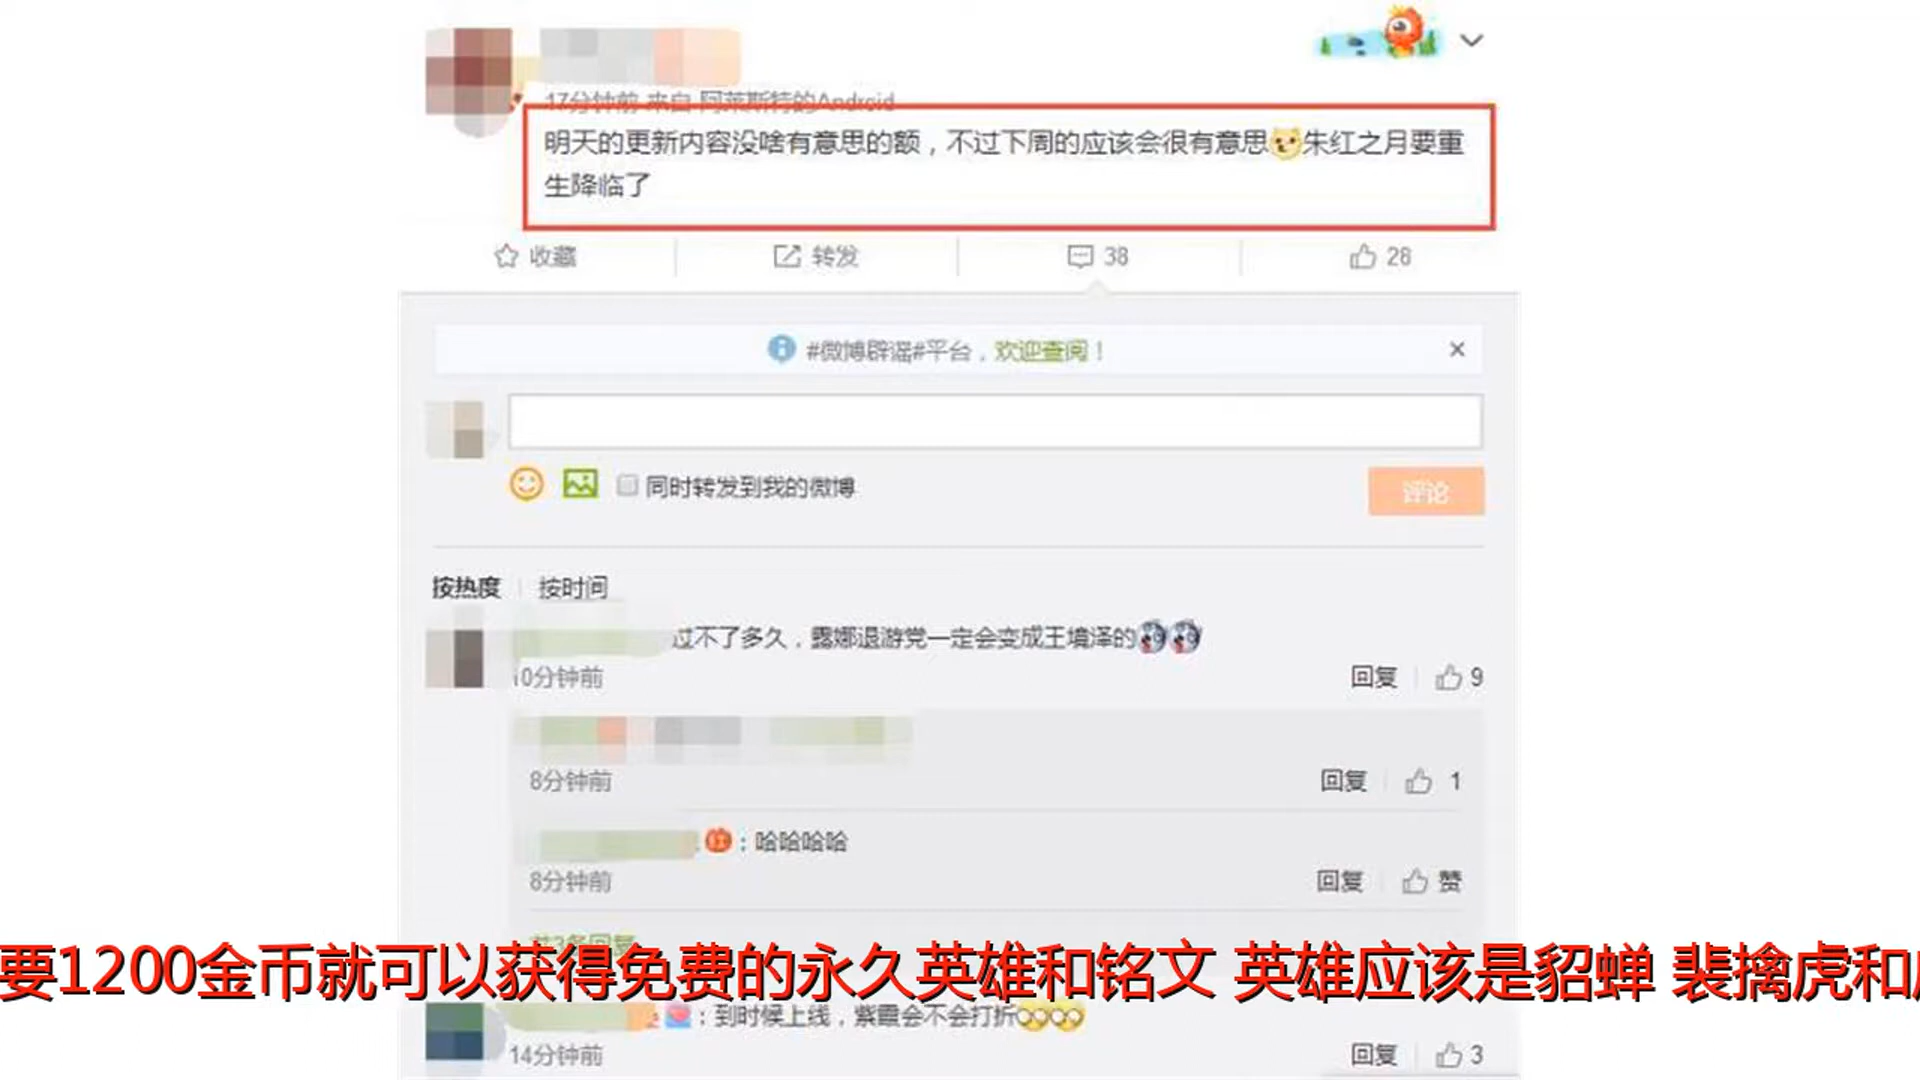 17分钟前 来自 阿莱斯特的Android
明天的更新内容没啥有意思的额，不过下周的应该会很有意思朱红之月要重
生降临了
收藏
转发
38
28
#微博辟谣#平台，欢迎查阅！
同时转发到我的微博
评论
按热度
按时间
过不了多久，露娜退游党一定会变成王境泽的
10分钟前
回复
9
8分钟前
回复
1
：哈哈哈哈
8分钟前
回复
赞
共3条回复
要1200金币就可以获得免费的永久英雄和铭文 英雄应该是貂蝉 裴擒虎和
：到时候上线，紫霞会不会打折
14分钟前
回复
3